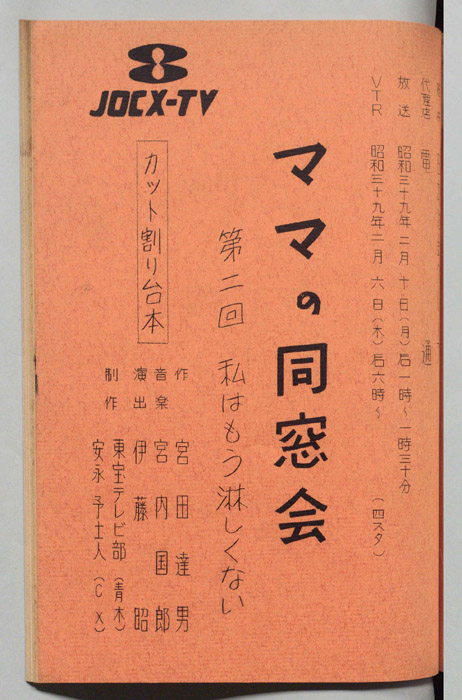 代理店 電通
放送 昭和三十九年二月十日(月)后一時〜一時三十分
VTR 昭和三十九年二月六日(木)后六時〜 (四スタ)
ママの同窓会
第二回 私はもう淋しくない
JOCX-TV
カット割り台本
作 宮田達男
音楽 宮内国郎
演出 伊藤昭
制作 東宝テレビ部(青木)
安永予士人(CX)